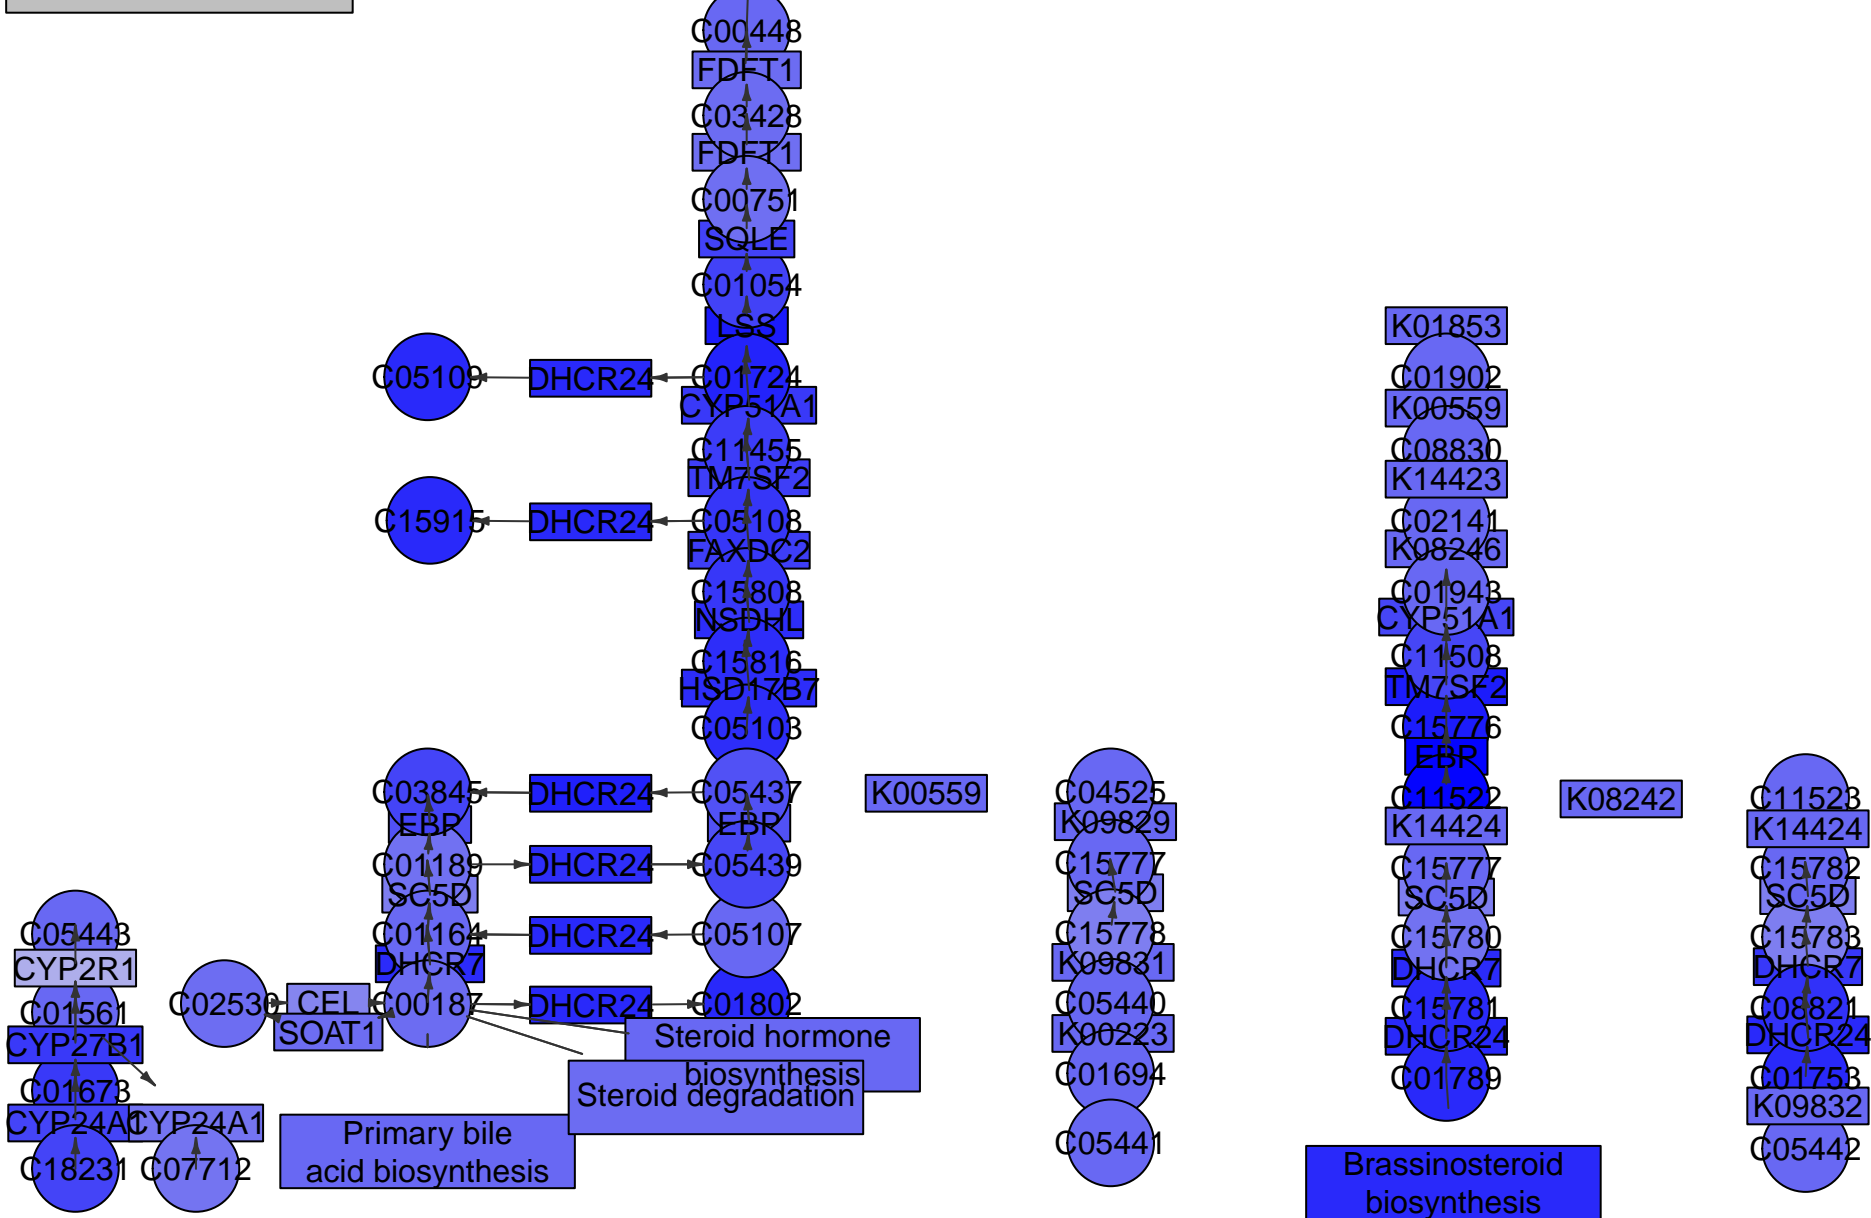 C00448
FDFT1
C03428
FDFT1
C00751
SQLE
C01054
LSS
C05109
DHCR24
C01724
CYP51A1
C11455
TM7SF2
C15915
DHCR24
C05108
FAXDC2
C15808
NSDHL
C15816
HSD17B7
C05103
C03845
DHCR24
C05437
EBP
EBP
C01189
DHCR24
C05439
SC5D
C01164
DHCR24
C05107
DHCR7
C02530
CEL
SOAT1
C00187
DHCR24
C01802
Steroid hormone
biosynthesis
Steroid degradation
Primary bile
acid biosynthesis
C05443
CYP2R1
C01561
CYP27B1
C01673
CYP24A1
CYP24A1
C18231
C07712
K00559
C04525
K09829
C15777
SC5D
C15778
K09831
C05440
K00223
C01694
C05441
K01853
C01902
K00559
C08830
K14423
C02141
K08246
C01943
CYP51A1
C11508
TM7SF2
C15776
EBP
C11522
K14424
C15777
SC5D
C15780
DHCR7
C15781
DHCR24
C01789
Brassinosteroid
biosynthesis
K08242
C11523
K14424
C15782
SC5D
C15783
DHCR7
C08821
DHCR24
C01753
K09832
C05442